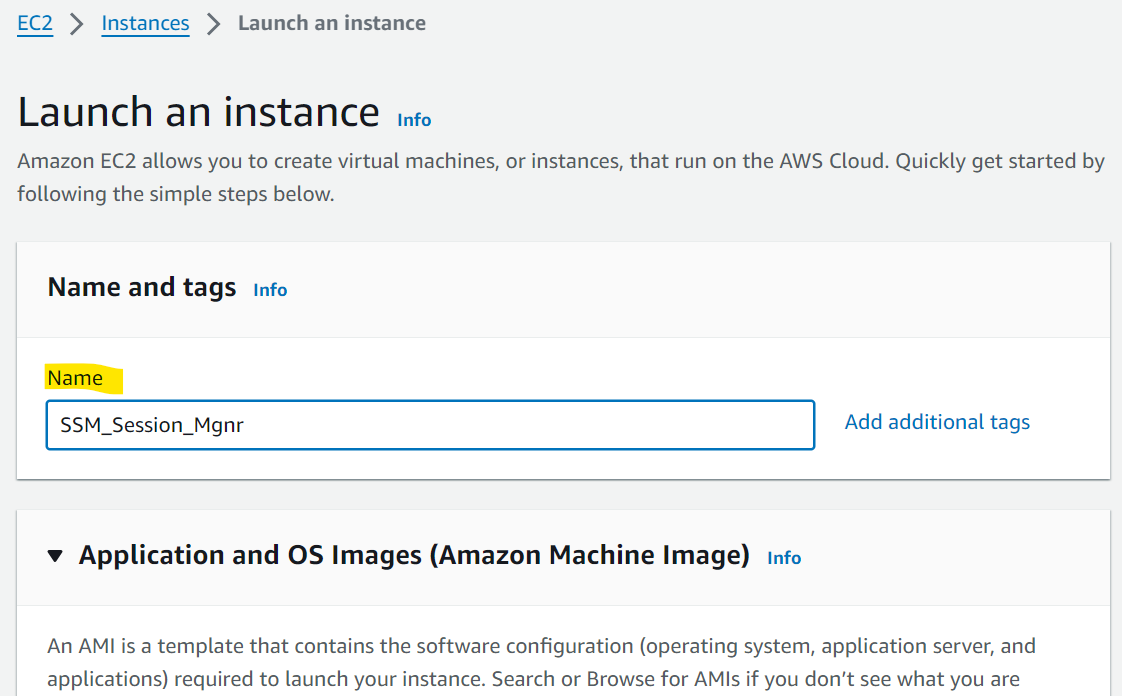 EC2 > Instances > Launch an instance
Launch an instance Info
Amazon EC2 allows you to create virtual machines, or instances, that run on the AWS Cloud. Quickly get started by
following the simple steps below.
Name and tags Info
Name
SSM_Session_Mgnr Add additional tags
Application and OS Images (Amazon Machine Image) Info
An AMI is a template that contains the software configuration (operating system, application server, and
applications) required to launch your instance. Search or Browse for AMIs if you don’t see what you are